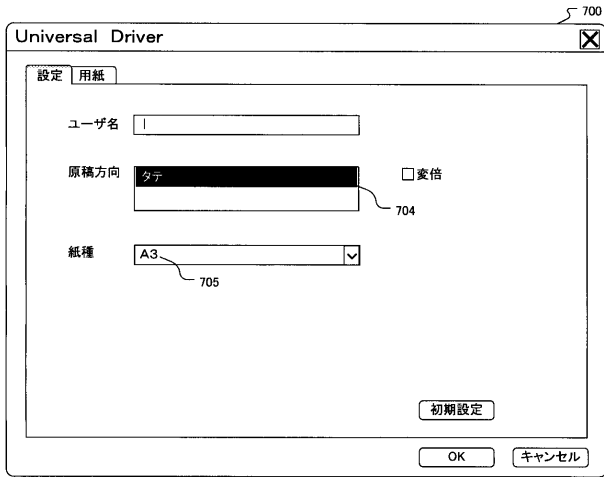 700
Universal Driver
設定 用紙
ユーザ名
原稿方向 タテ □変倍
704
紙種 A3
705
初期設定
OK キャンセル